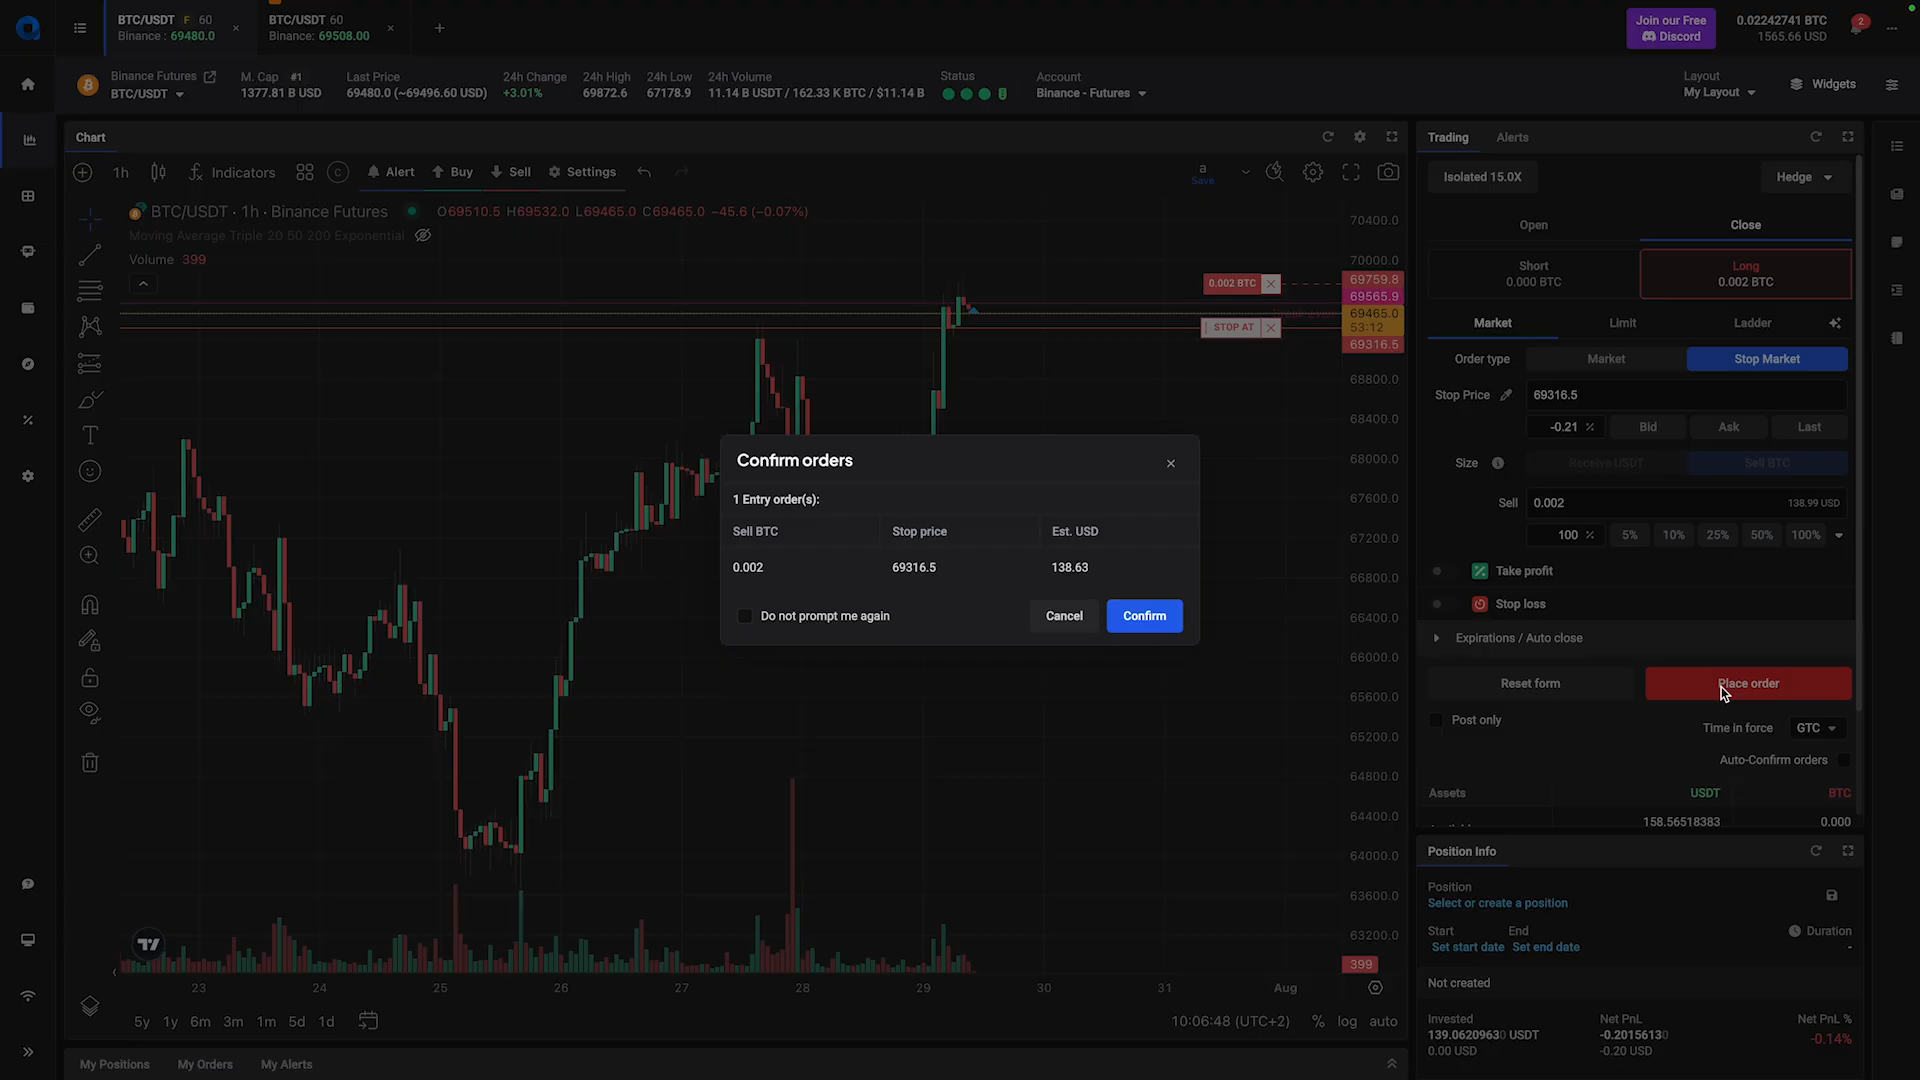 BTC/USDT F 60
Binance : 69480.0
BTC/USDT 60
Binance: 69508.00
Join our Free
Discord
0.02242741 BTC
1565.66 USD
2
Binance Futures
BTC/USDT
M. Cap #1
1377.81 B USD
Last Price
69480.0 (~69496.60 USD)
24h Change
+3.01%
24h High
69872.6
24h Low
67178.9
24h Volume
11.14 B USDT / 162.33 K BTC / $11.14 B
Status
Account
Binance - Futures
Layout
My Layout
Widgets
Chart
1h
Indicators
C
Alert
Buy
Sell
Settings
a
Save
BTC/USDT · 1h · Binance Futures
O69510.5 H69532.0 L69465.0 C69465.0 −45.6 (−0.07%)
Moving Average Triple 20 50 200 Exponential
Volume 399
0.002 BTC
STOP AT
70400.0
70000.0
69759.8
69565.9
69465.0
53:12
69316.5
68800.0
68400.0
68000.0
67600.0
67200.0
66800.0
66400.0
66000.0
65600.0
65200.0
64800.0
64400.0
64000.0
63600.0
63200.0
399
23
24
25
26
27
28
29
30
31
Aug
5y
1y
6m
3m
1m
5d
1d
10:06:48 (UTC+2)
%
log
auto
My Positions
My Orders
My Alerts
Confirm orders
1 Entry order(s):
Sell BTC
Stop price
Est. USD
0.002
69316.5
138.63
Do not prompt me again
Cancel
Confirm
Trading
Alerts
Isolated 15.0X
Hedge
Open
Close
Short
0.000 BTC
Long
0.002 BTC
Market
Limit
Ladder
Order type
Market
Stop Market
Stop Price
69316.5
-0.21 %
Bid
Ask
Last
Size
Receive USDT
Sell BTC
Sell
0.002
138.99 USD
100 %
5%
10%
25%
50%
100%
Take profit
Stop loss
Expirations / Auto close
Reset form
Place order
Post only
Time in force
GTC
Auto-Confirm orders
Assets
USDT
BTC
158.56518383
0.000
Position Info
Position
Select or create a position
Start
End
Duration
Set start date
Set end date
-
Not created
Invested
139.06209630 USDT
0.00 USD
Net PnL
-0.20156130
-0.20 USD
Net PnL %
-0.14%